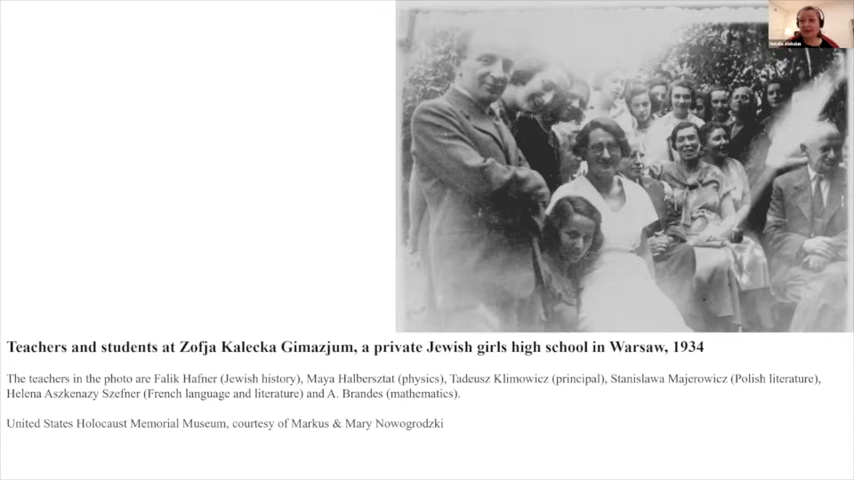 Natalia Aleksiun
Teachers and students at Zofja Kalecka Gimazjum, a private Jewish girls high school in Warsaw, 1934
The teachers in the photo are Falik Hafner (Jewish history), Maya Halbersztat (physics), Tadeusz Klimowicz (principal), Stanislawa Majerowicz (Polish literature),
Helena Aszkenazy Szefner (French language and literature) and A. Brandes (mathematics).
United States Holocaust Memorial Museum, courtesy of Markus & Mary Nowogrodzki